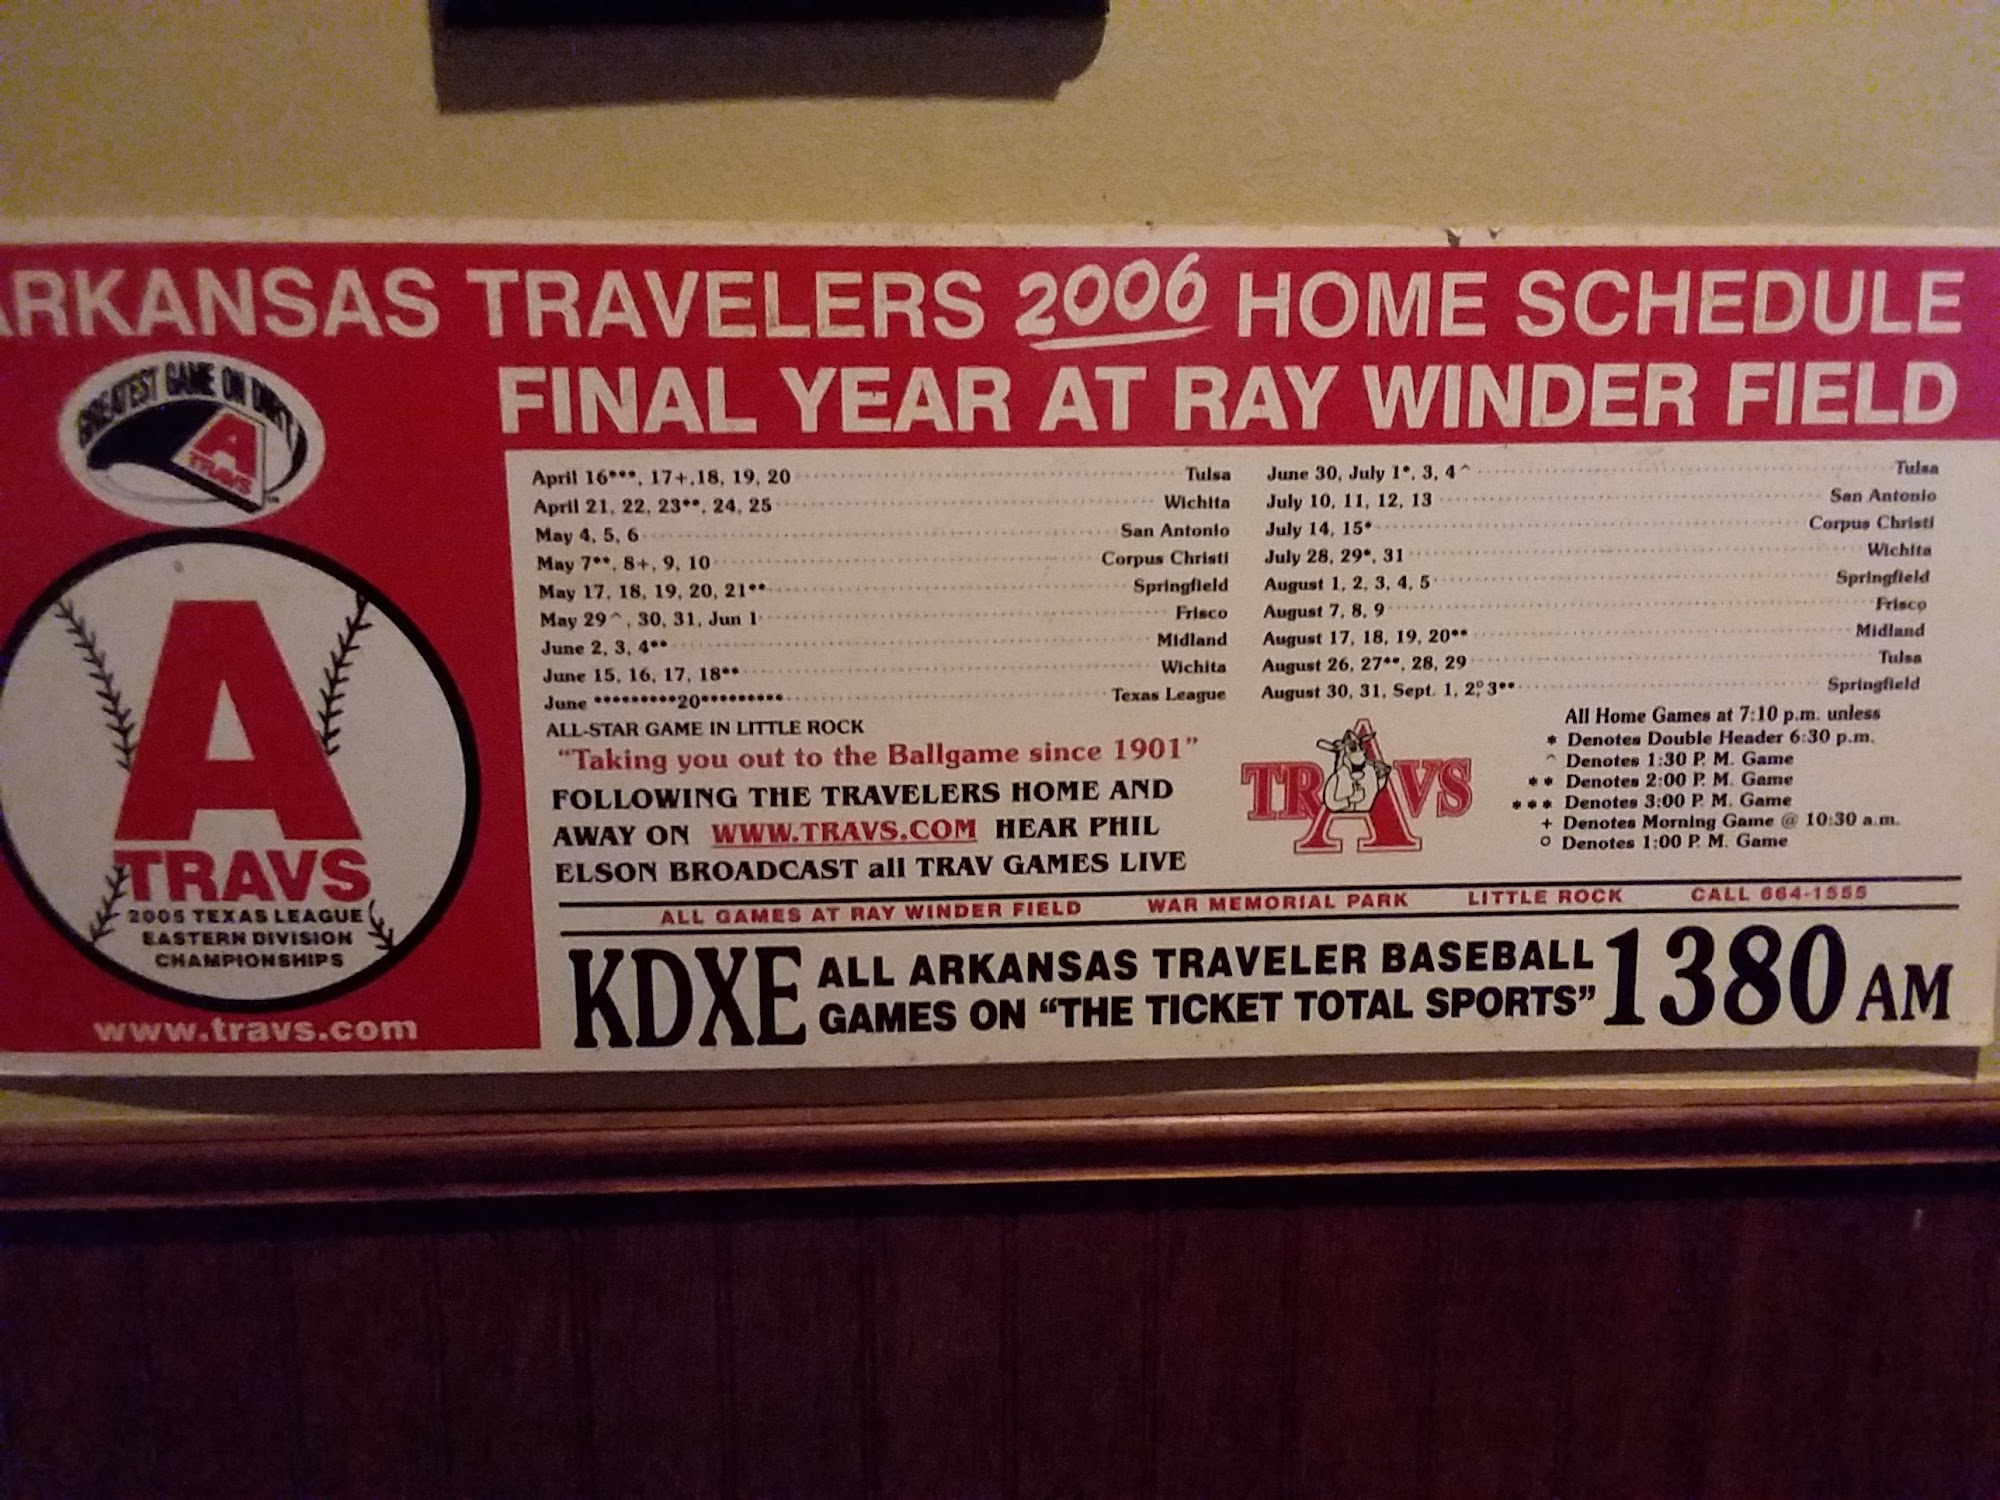 ARKANSAS TRAVELERS 2006 HOME SCHEDULE
FINAL YEAR AT RAY WINDER FIELD
GREATEST GAME ON DIRT!
A
TRAVS
April 16***, 17+,18, 19, 20 Tulsa
April 21, 22, 23**, 24, 25 Wichita
May 4, 5, 6 San Antonio
May 7**, 8+, 9, 10 Corpus Christi
May 17, 18, 19, 20, 21** Springfield
May 29^, 30, 31, Jun 1 Frisco
June 2, 3, 4** Midland
June 15, 16, 17, 18** Wichita
June *********20********* Texas League
ALL-STAR GAME IN LITTLE ROCK
June 30, July 1*, 3, 4^ Tulsa
July 10, 11, 12, 13 San Antonio
July 14, 15* Corpus Christi
July 28, 29*, 31 Wichita
August 1, 2, 3, 4, 5 Springfield
August 7, 8, 9 Frisco
August 17, 18, 19, 20** Midland
August 26, 27**, 28, 29 Tulsa
August 30, 31, Sept. 1, 2°, 3** Springfield
"Taking you out to the Ballgame since 1901"
FOLLOWING THE TRAVELERS HOME AND
AWAY ON WWW.TRAVS.COM HEAR PHIL
ELSON BROADCAST all TRAV GAMES LIVE
TRAVS
All Home Games at 7:10 p.m. unless
* Denotes Double Header 6:30 p.m.
^ Denotes 1:30 P. M. Game
** Denotes 2:00 P. M. Game
*** Denotes 3:00 P. M. Game
+ Denotes Morning Game @ 10:30 a.m.
o Denotes 1:00 P. M. Game
A
TRAVS
2005 TEXAS LEAGUE
EASTERN DIVISION
CHAMPIONSHIPS
www.travs.com
ALL GAMES AT RAY WINDER FIELD WAR MEMORIAL PARK LITTLE ROCK CALL 664-1555
KDXE ALL ARKANSAS TRAVELER BASEBALL
GAMES ON "THE TICKET TOTAL SPORTS" 1380 AM